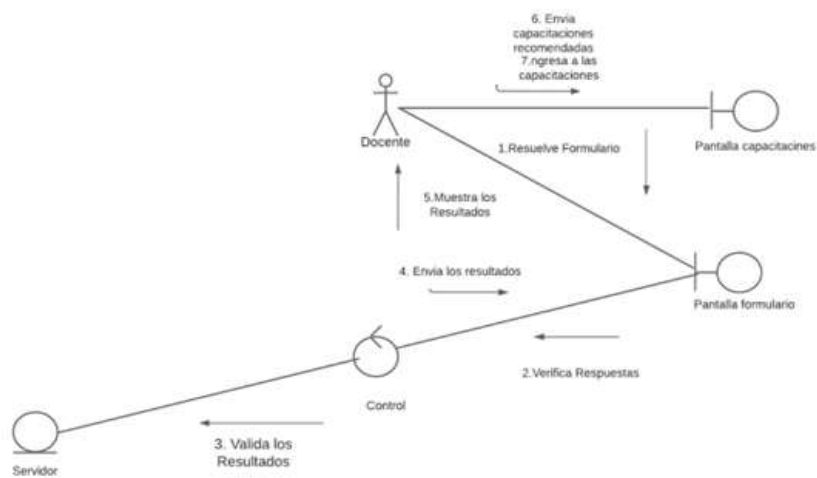 6. Envia
capacitaciones
recomendadas
7.ngresa a las
capacitaciones
Docente
1.Resuelve Formulario
Pantalla capacitacines
5.Muestra los
Resultados
4. Envia los resultados
Pantalla formulario
2.Verifica Respuestas
Control
3. Valida los
Resultados
Servidor